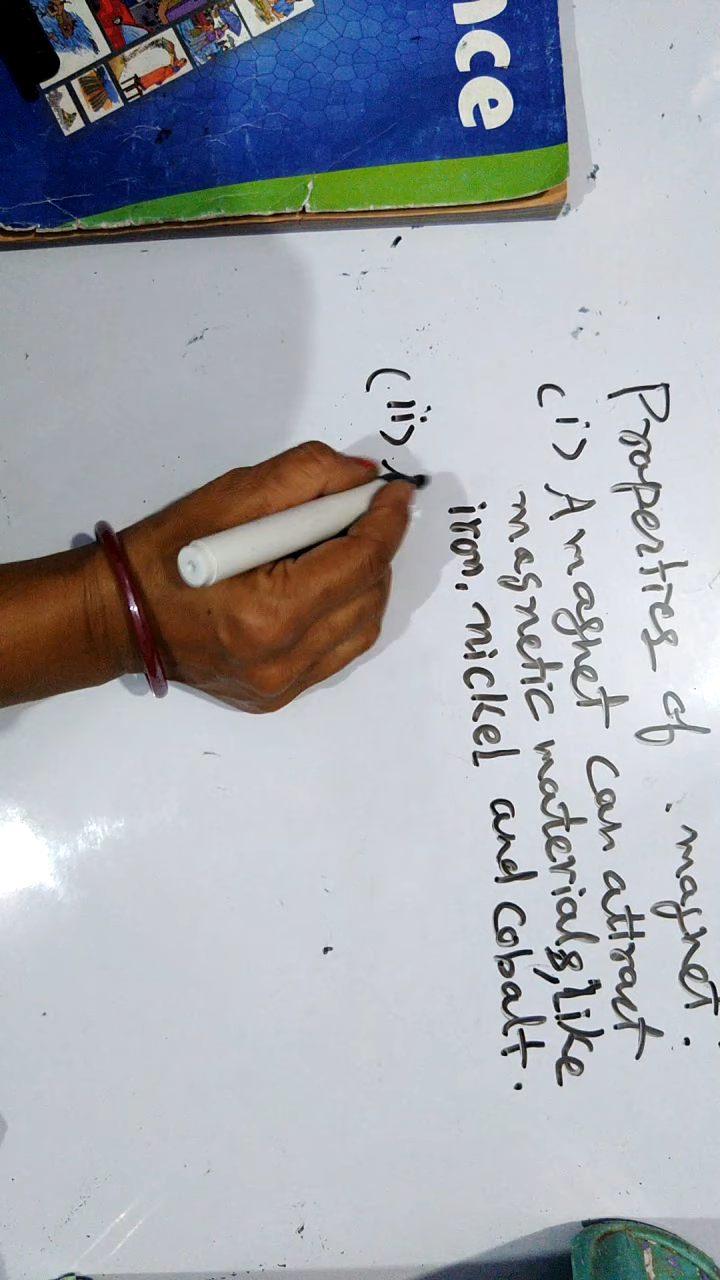 nce
Properties of magnet.
(i) A magnet can attract
magnetic materials, like
iron, nickel and cobalt.
(ii)